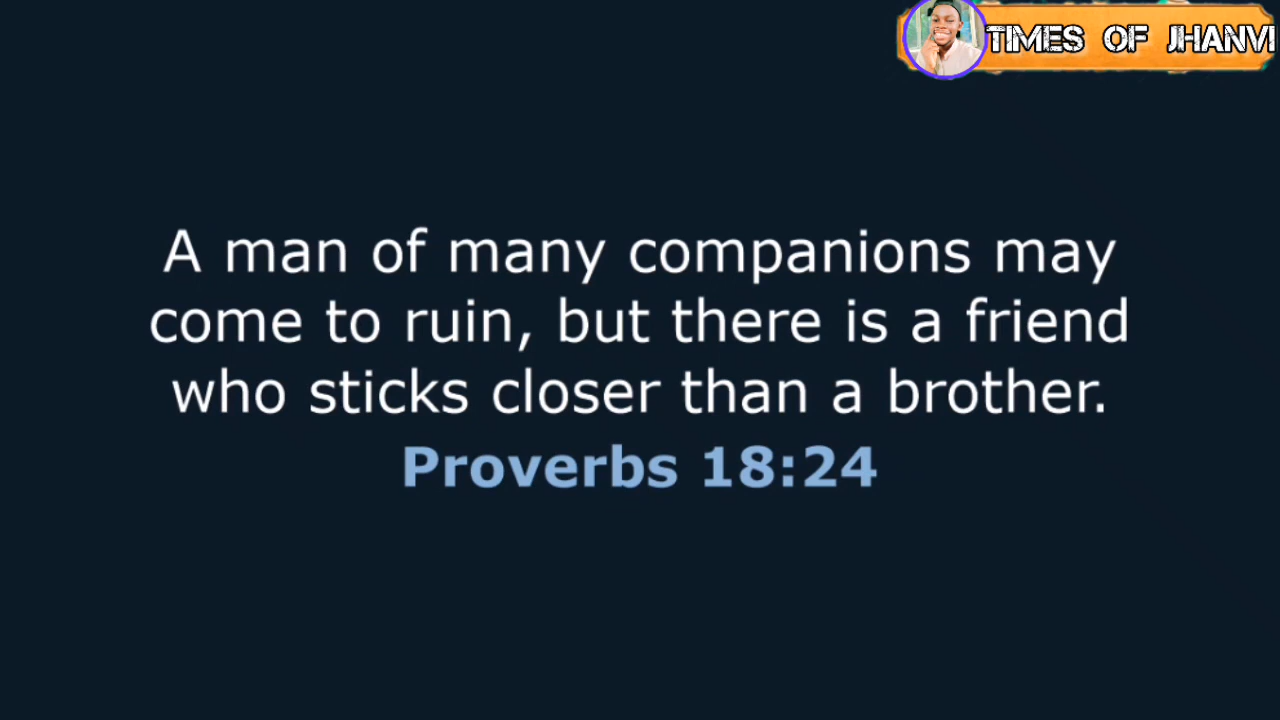 TIMES OF JHANVI
A man of many companions may
come to ruin, but there is a friend
who sticks closer than a brother.
Proverbs 18:24